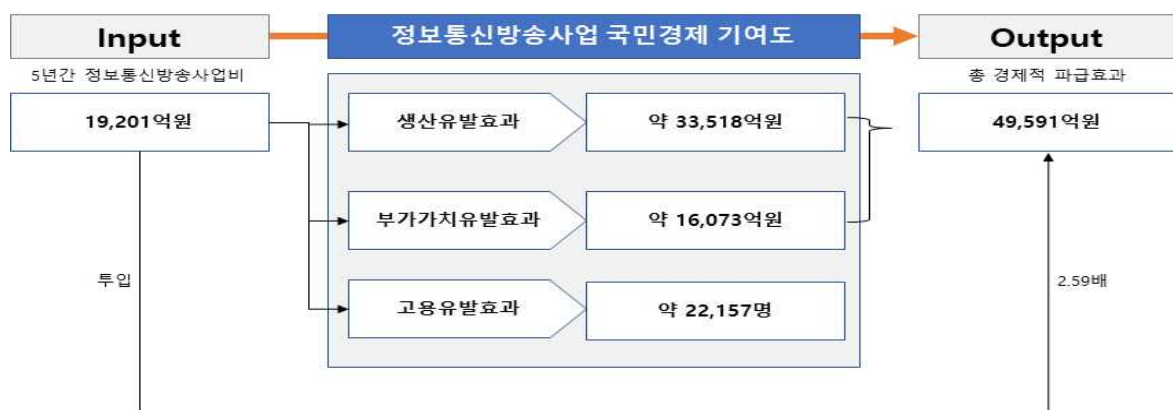 Input
정보통신방송사업 국민경제 기여도
Output
5년간 정보통신방송사업비
총 경제적 파급효과
19,201억원
생산유발효과
약 33,518억원
49,591억원
부가가치유발효과
약 16,073억원
투입
2.59배
고용유발효과
약 22,157명